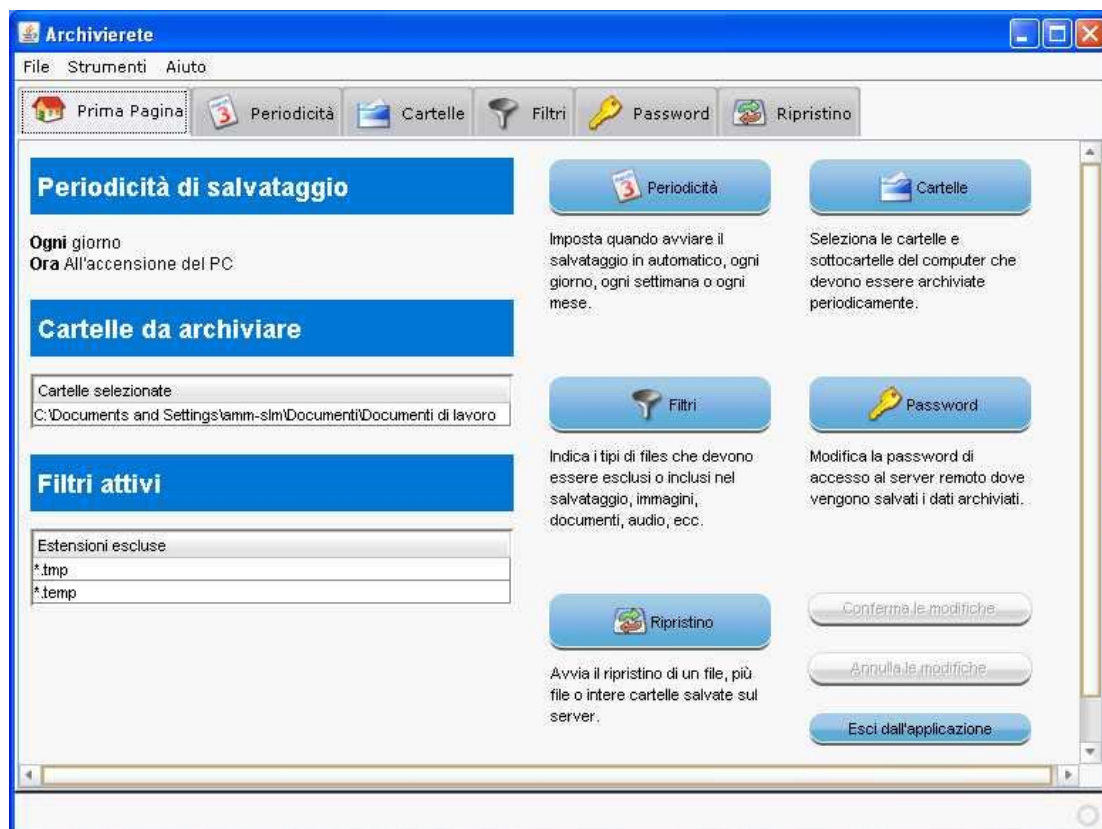 Archivierete
File Strumenti Aiuto
Prima Pagina 3 Periodicità Cartelle Filtri Password Ripristino
Periodicità di salvataggio
Ogni giorno
Ora All'accensione del PC
Cartelle da archiviare
Cartelle selezionate
C:\Documents and Settings\amm-slm\Documenti\Documenti di lavoro
Filtri attivi
Estensioni escluse
*.tmp
*.temp
3 Periodicità
Imposta quando avviare il
salvataggio in automatico, ogni
giorno, ogni settimana o ogni
mese.
Cartelle
Seleziona le cartelle e
sottocartelle del computer che
devono essere archiviate
periodicamente.
Filtri
Indica i tipi di files che devono
essere esclusi o inclusi nel
salvataggio, immagini,
documenti, audio, ecc.
Password
Modifica la password di
accesso al server remoto dove
vengono salvati i dati archiviati.
Ripristino
Avvia il ripristino di un file, più
file o intere cartelle salvate sul
server.
Conferma le modifiche
Annulla le modifiche
Esci dall'applicazione